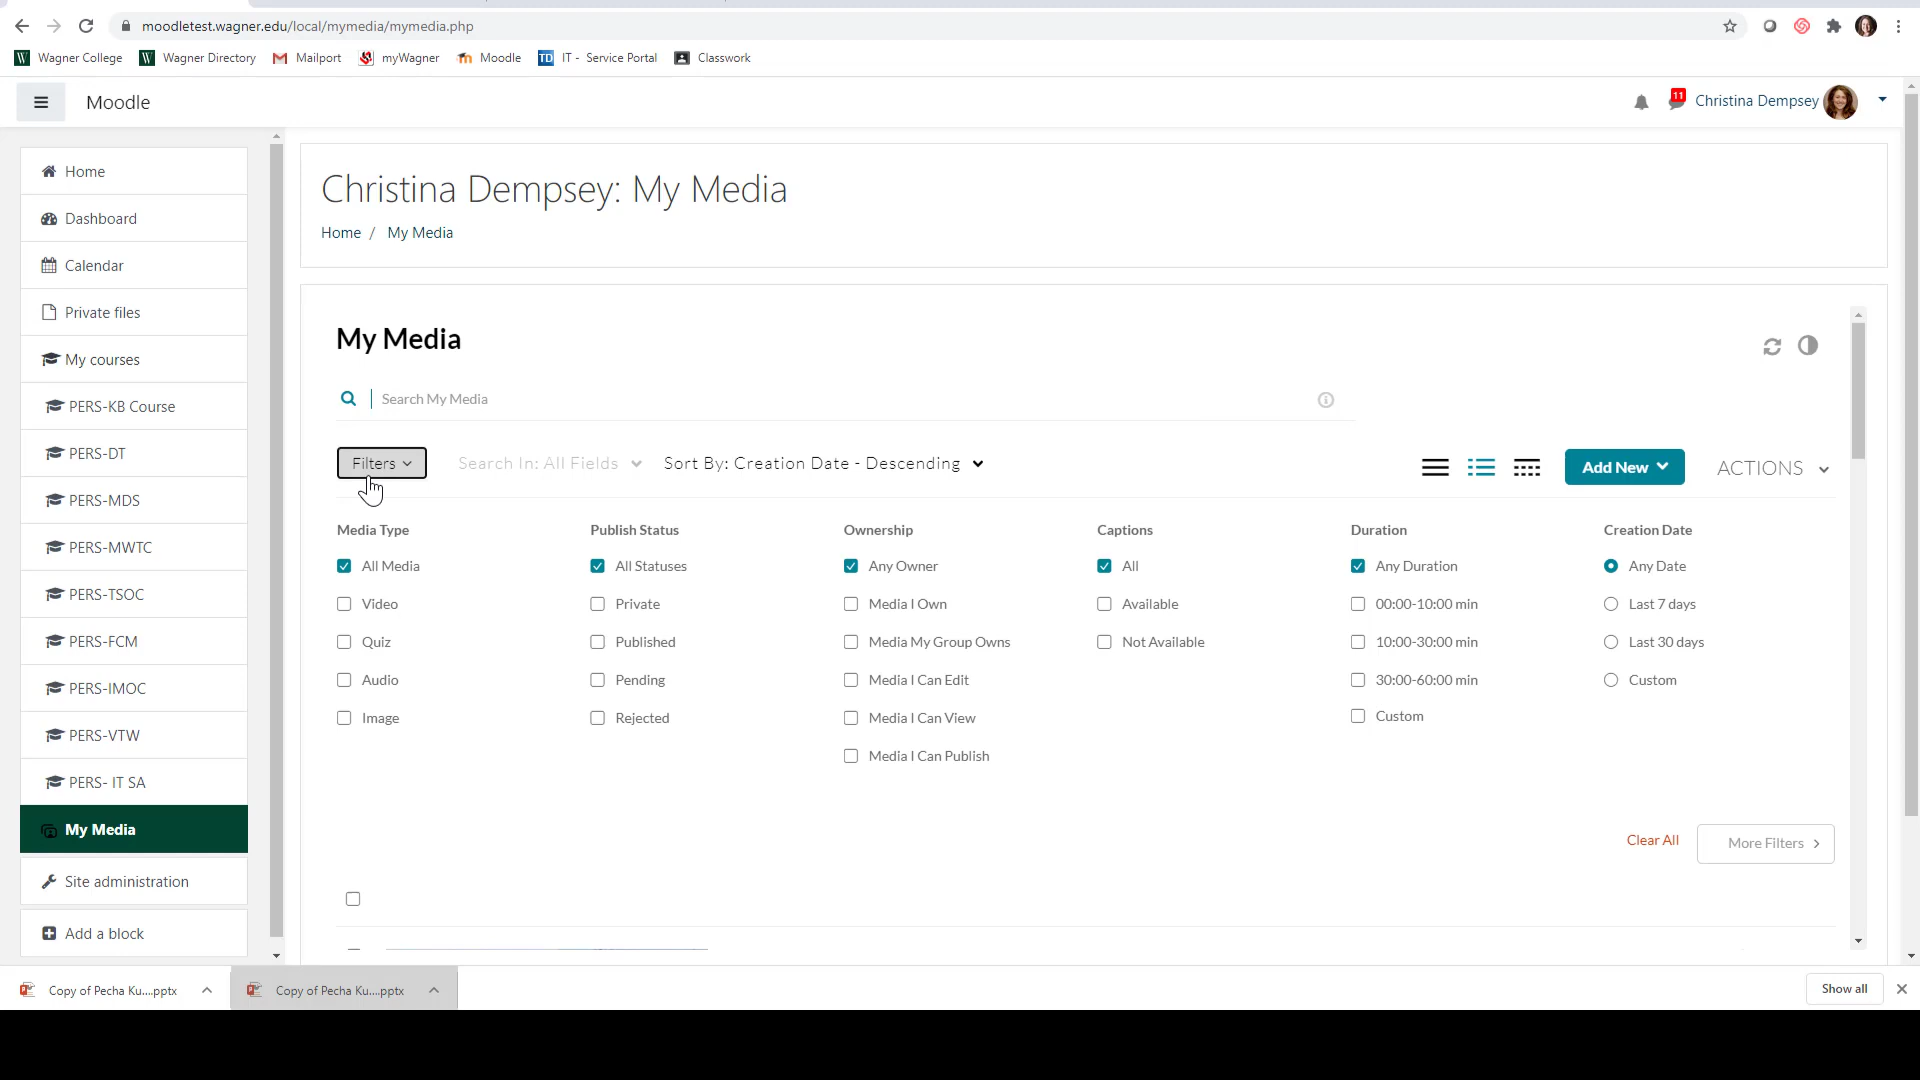 moodletest.wagner.edu/local/mymedia/mymedia.php
W Wagner College W Wagner Directory Mailport myWagner Moodle TD IT - Service Portal Classwork
Moodle
11 Christina Dempsey
Home
Dashboard
Calendar
Private files
My courses
PERS-KB Course
PERS-DT
PERS-MDS
PERS-MWTC
PERS-TSOC
PERS-FCM
PERS-IMOC
PERS-VTW
PERS- IT SA
My Media
Site administration
Add a block
Christina Dempsey: My Media
Home / My Media
My Media
Search My Media
Filters Search In: All Fields Sort By: Creation Date - Descending Add New ACTIONS
Media Type
All Media
Video
Quiz
Audio
Image
Publish Status
All Statuses
Private
Published
Pending
Rejected
Ownership
Any Owner
Media I Own
Media My Group Owns
Media I Can Edit
Media I Can View
Media I Can Publish
Captions
All
Available
Not Available
Duration
Any Duration
00:00-10:00 min
10:00-30:00 min
30:00-60:00 min
Custom
Creation Date
Any Date
Last 7 days
Last 30 days
Custom
Clear All More Filters
Copy of Pecha Ku....pptx Copy of Pecha Ku....pptx Show all